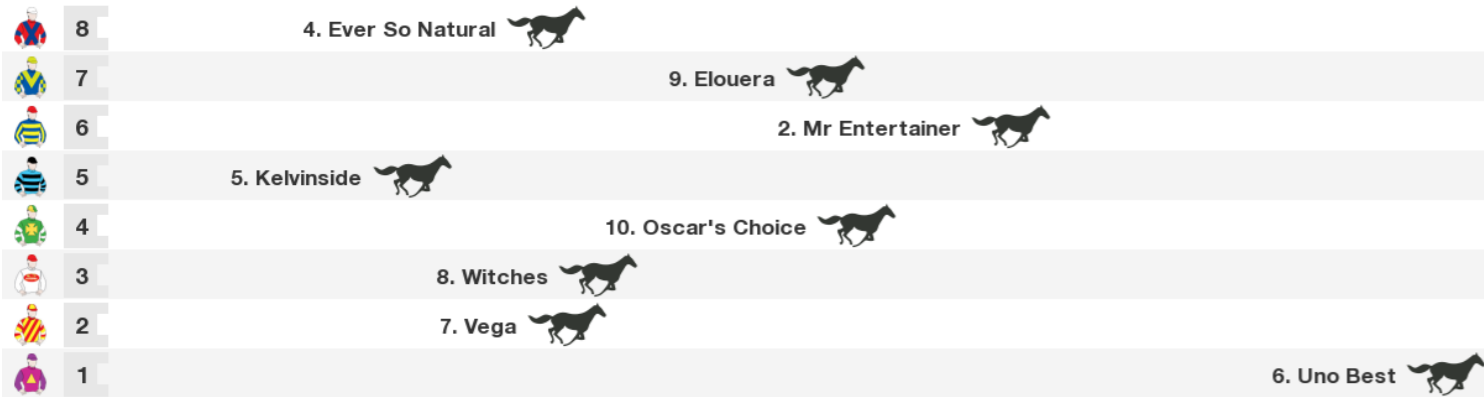 8 4. Ever So Natural
7 9. Elouera
6 2. Mr Entertainer
5 5. Kelvinside
4 10. Oscar's Choice
3 8. Witches
2 7. Vega
1 6. Uno Best